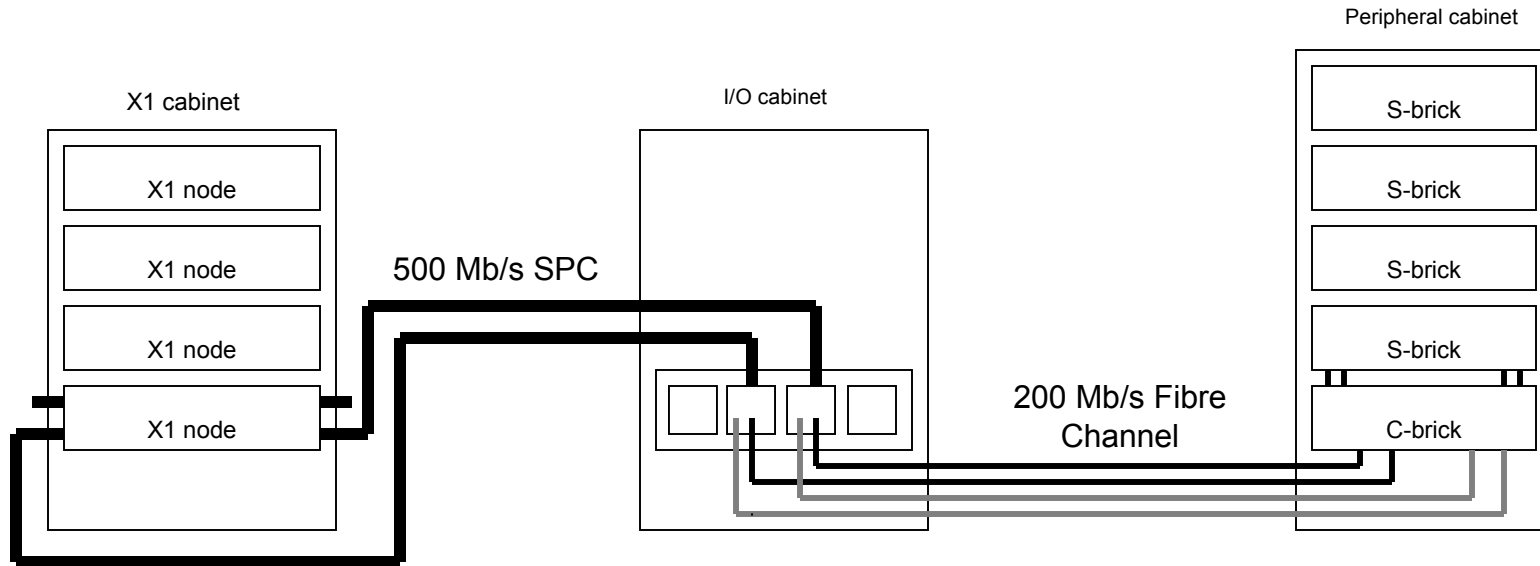 Peripheral cabinet
X1 cabinet
I/O cabinet
S-brick
X1 node
S-brick
X1 node
500 Mb/s SPC
S-brick
X1 node
S-brick
200 Mb/s Fibre
Channel
X1 node
C-brick